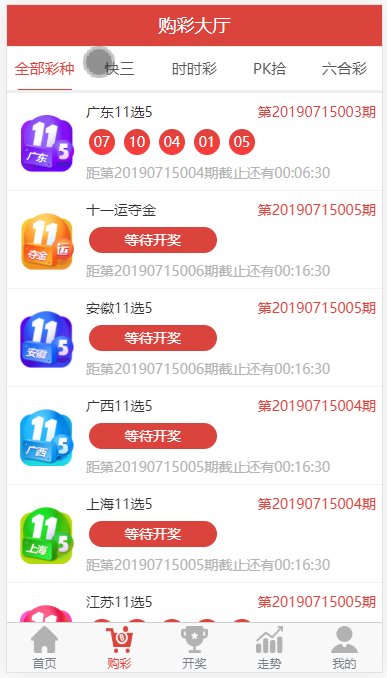 购彩大厅
全部彩种 快三 时时彩 PK拾 六合彩
广东11选5 第20190715003期
11
5
广东
07 10 04 01 05
距第20190715004期截止还有00:06:30
十一运夺金 第20190715005期
11
夺金 运
等待开奖
距第20190715006期截止还有00:16:30
安徽11选5 第20190715005期
11
5
安徽
等待开奖
距第20190715006期截止还有00:16:30
广西11选5 第20190715004期
11
5
广西
等待开奖
距第20190715005期截止还有00:16:30
上海11选5 第20190715004期
11
5
上海
等待开奖
距第20190715005期截止还有00:16:30
江苏11选5 第20190715005期
首页 购彩 开奖 走势 我的